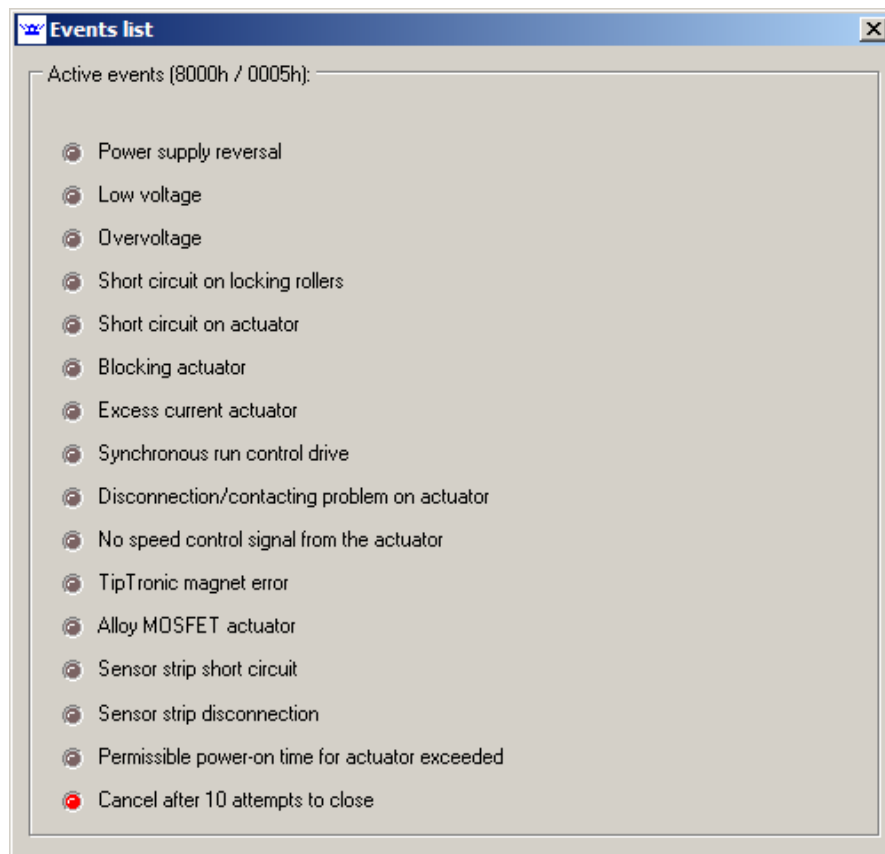 Events list
Active events (8000h / 0005h):
Power supply reversal
Low voltage
Overvoltage
Short circuit on locking rollers
Short circuit on actuator
Blocking actuator
Excess current actuator
Synchronous run control drive
Disconnection/contacting problem on actuator
No speed control signal from the actuator
TipTronic magnet error
Alloy MOSFET actuator
Sensor strip short circuit
Sensor strip disconnection
Permissible power-on time for actuator exceeded
Cancel after 10 attempts to close